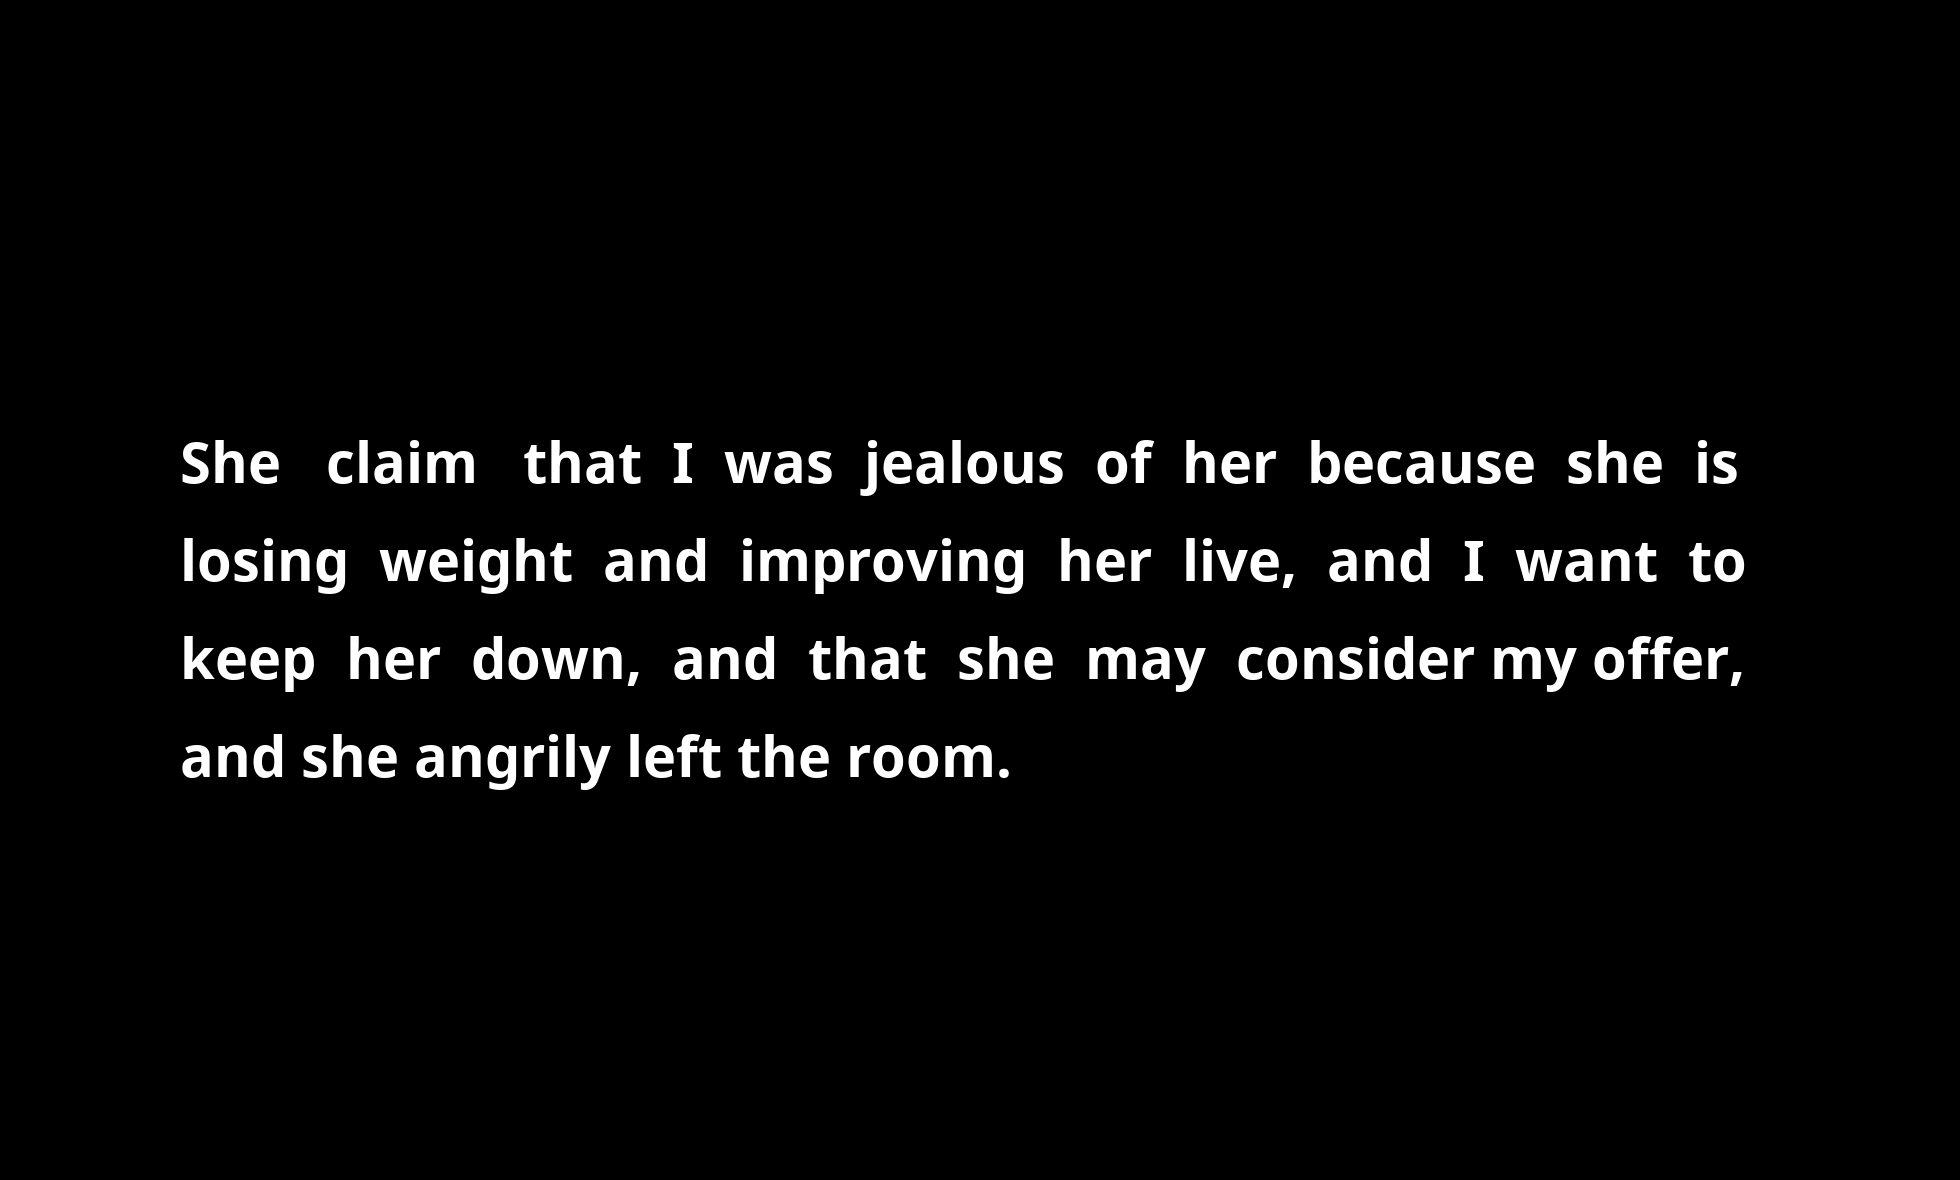 She claim that I was jealous of her because she is
losing weight and improving her live, and I want to
keep her down, and that she may consider my offer,
and she angrily left the room.